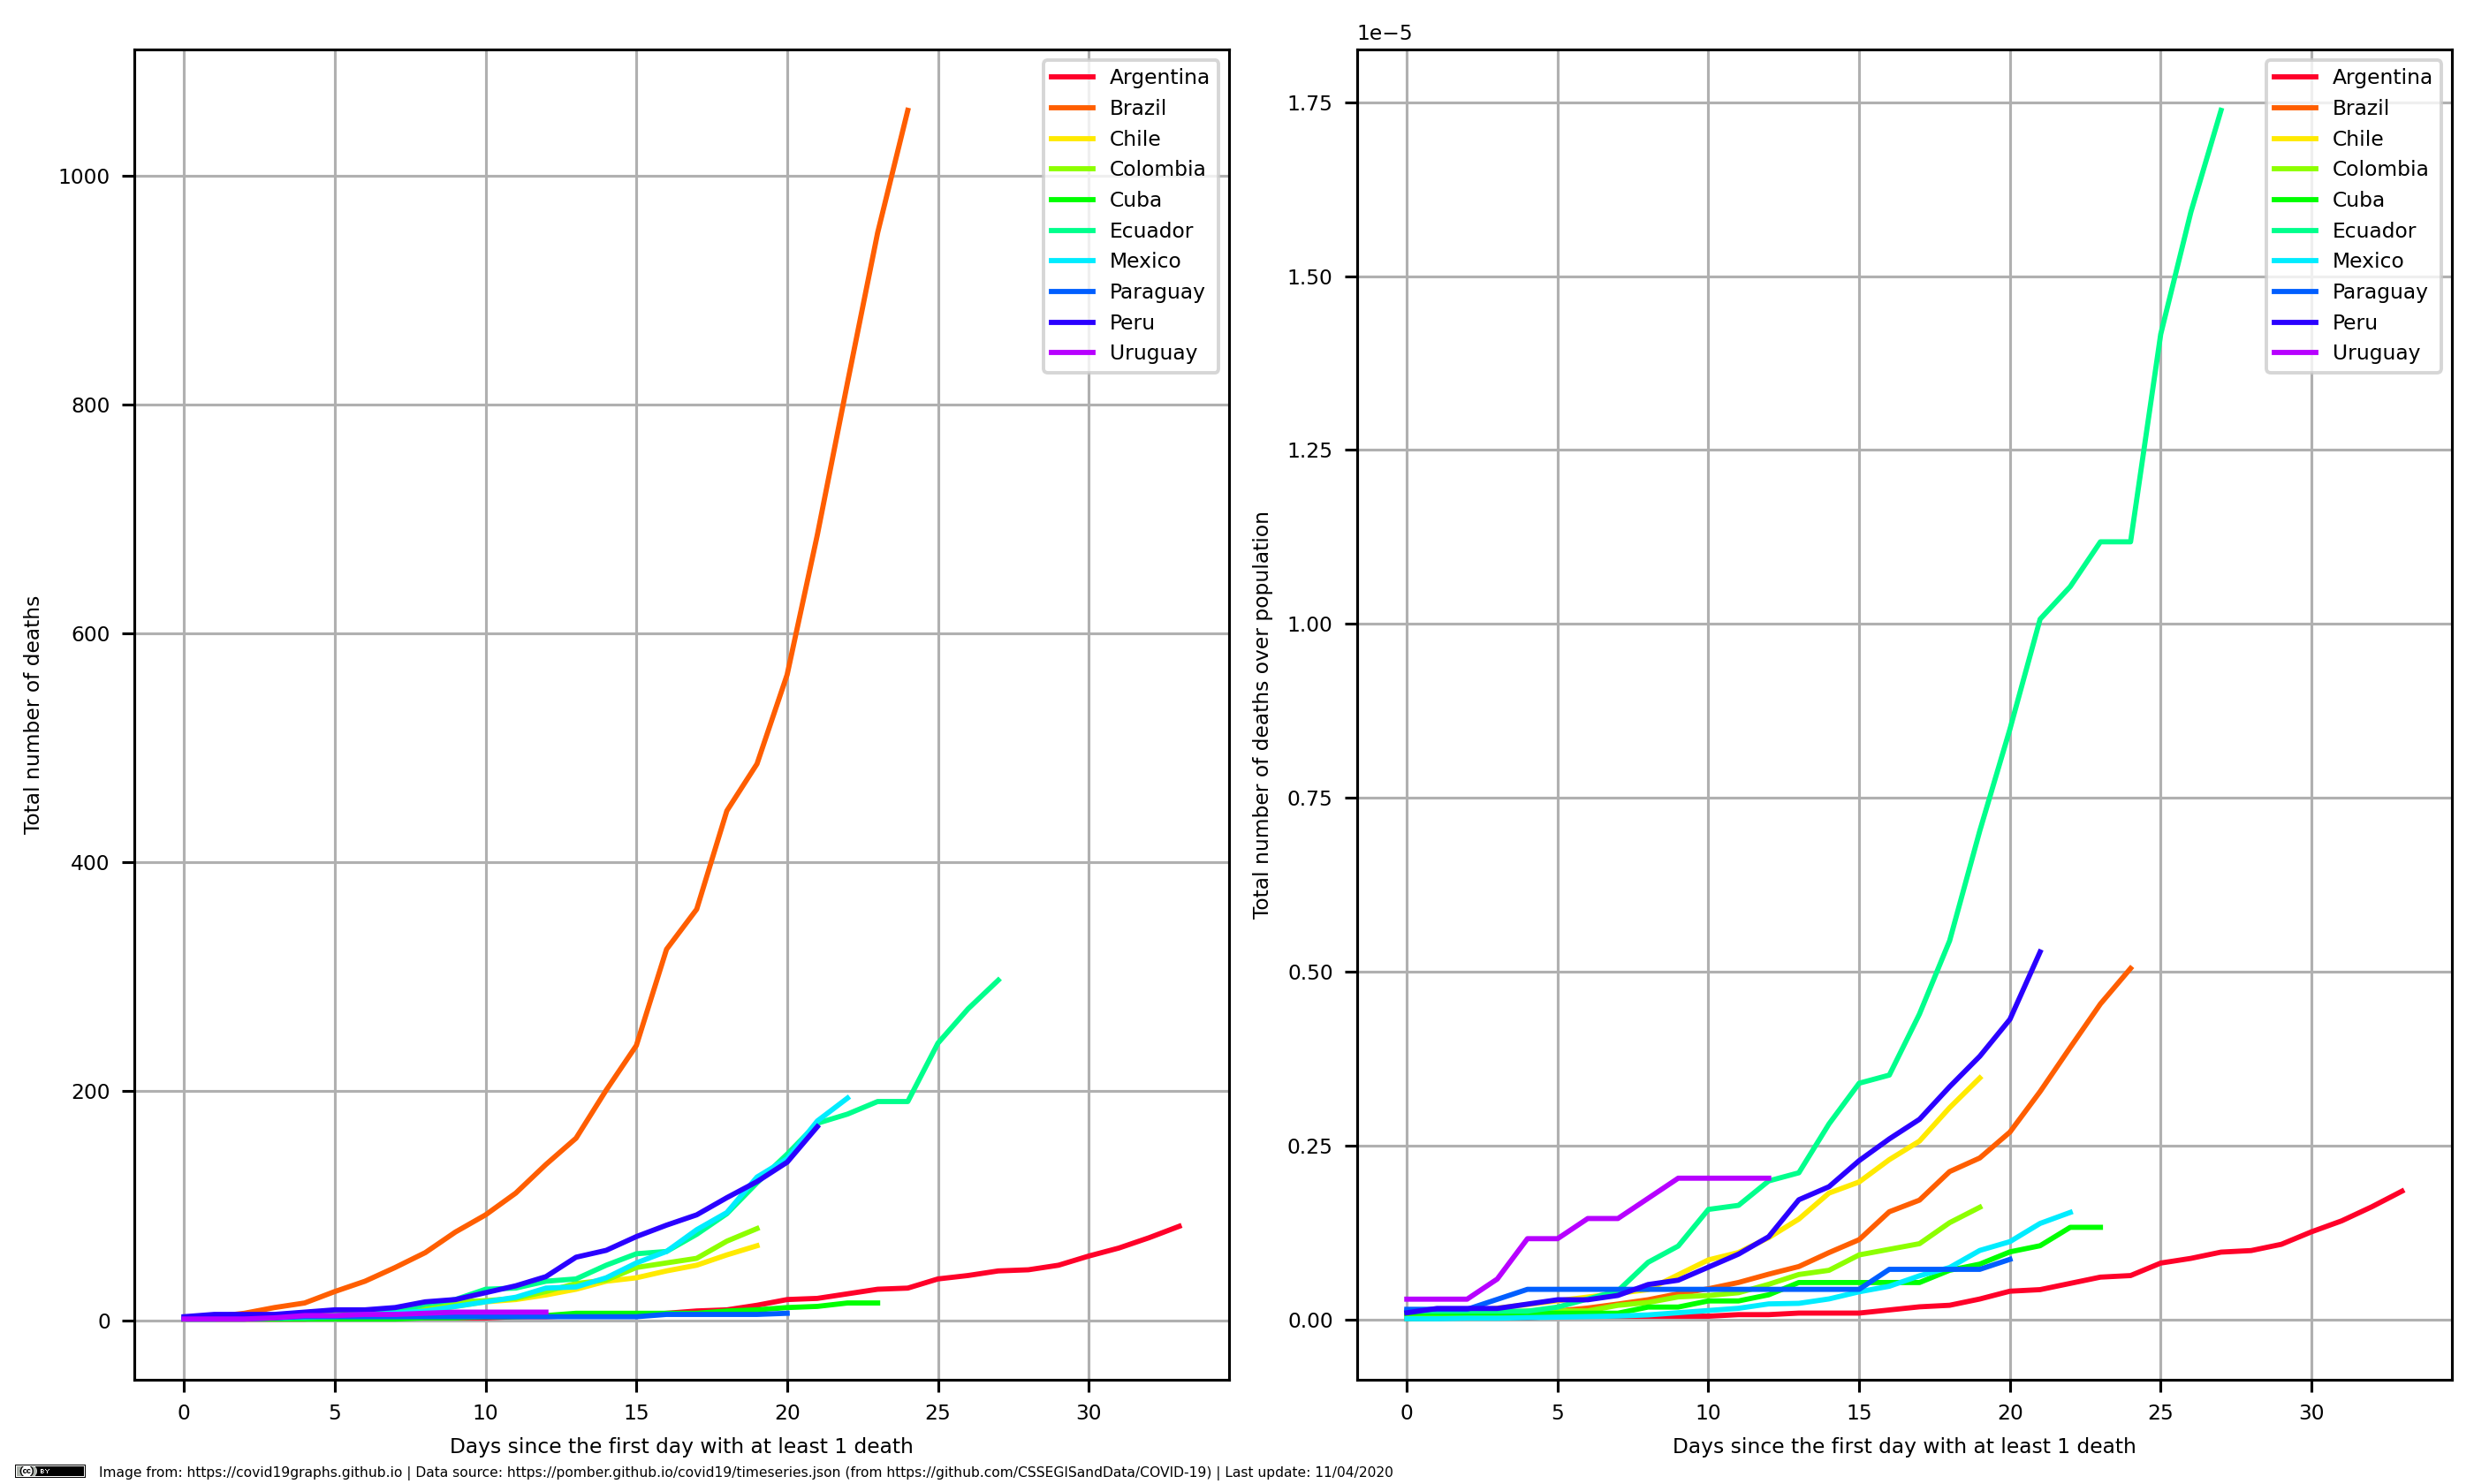 Total number of deaths
1000
800
600
400
200
0
0 5 10 15 20 25 30
Days since the first day with at least 1 death
Argentina
Brazil
Chile
Colombia
Cuba
Ecuador
Mexico
Paraguay
Peru
Uruguay
1e−5
Total number of deaths over population
1.75
1.50
1.25
1.00
0.75
0.50
0.25
0.00
0 5 10 15 20 25 30
Days since the first day with at least 1 death
Argentina
Brazil
Chile
Colombia
Cuba
Ecuador
Mexico
Paraguay
Peru
Uruguay
(cc) BY Image from: https://covid19graphs.github.io | Data source: https://pomber.github.io/covid19/timeseries.json (from https://github.com/CSSEGISandData/COVID-19) | Last update: 11/04/2020